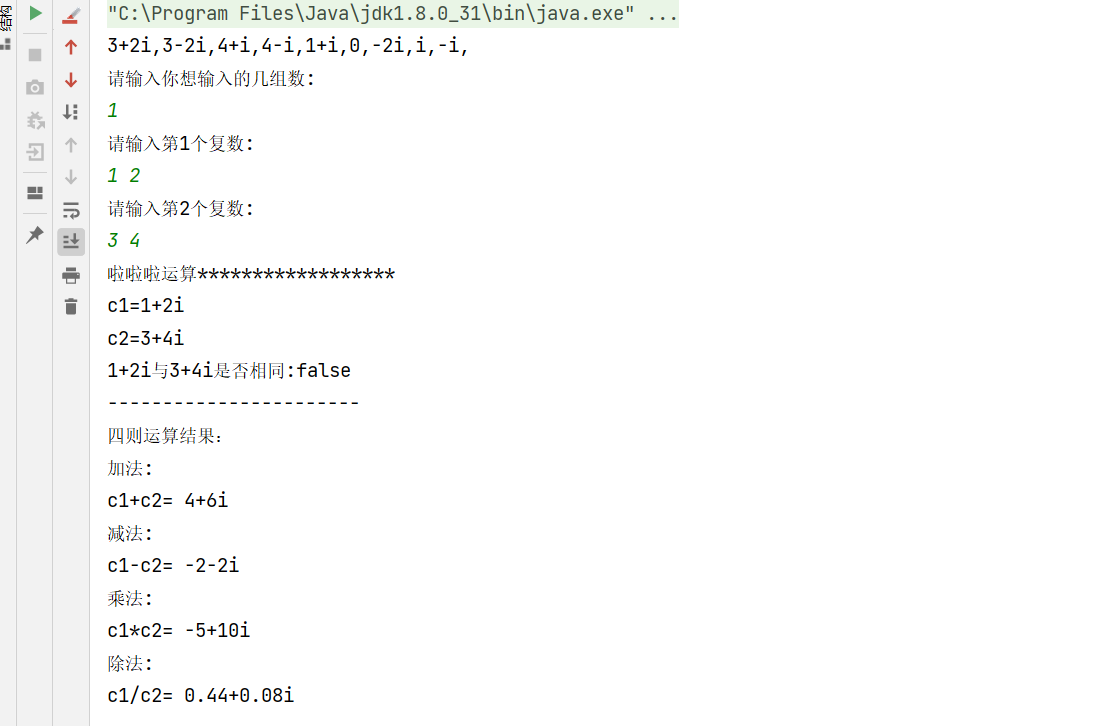 结构
"C:\Program Files\Java\jdk1.8.0_31\bin\java.exe" ...
3+2i,3-2i,4+i,4-i,1+i,0,-2i,i,-i,
请输入你想输入的几组数:
1
请输入第1个复数:
1 2
请输入第2个复数:
3 4
啦啦啦运算******************
c1=1+2i
c2=3+4i
1+2i与3+4i是否相同:false
-----------------------
四则运算结果：
加法:
c1+c2= 4+6i
减法:
c1-c2= -2-2i
乘法:
c1*c2= -5+10i
除法:
c1/c2= 0.44+0.08i